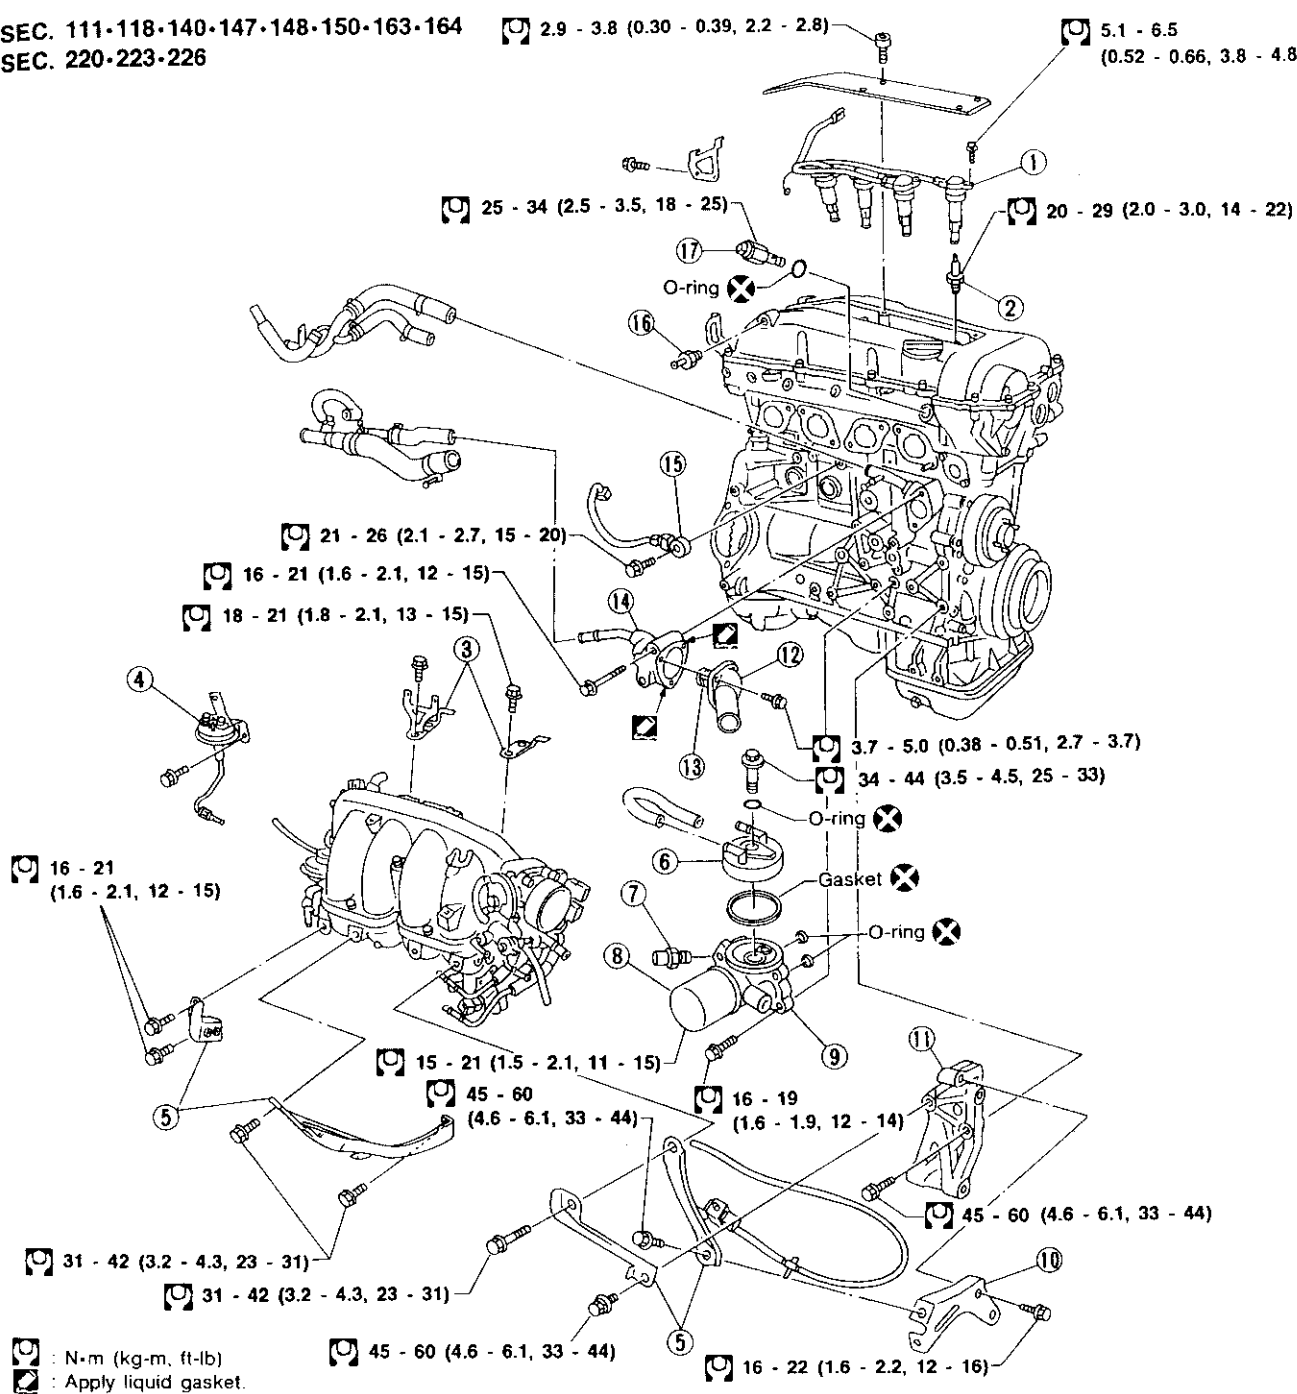 SEC. 111·118·140·147·148·150·163·164
SEC. 220·223·226
2.9 - 3.8 (0.30 - 0.39, 2.2 - 2.8)
5.1 - 6.5
(0.52 - 0.66, 3.8 - 4.8
1
25 - 34 (2.5 - 3.5, 18 - 25)
20 - 29 (2.0 - 3.0, 14 - 22)
17
O-ring
2
16
15
21 - 26 (2.1 - 2.7, 15 - 20)
16 - 21 (1.6 - 2.1, 12 - 15)
18 - 21 (1.8 - 2.1, 13 - 15)
14
3
12
4
13
3.7 - 5.0 (0.38 - 0.51, 2.7 - 3.7)
34 - 44 (3.5 - 4.5, 25 - 33)
O-ring
6
16 - 21
(1.6 - 2.1, 12 - 15)
Gasket
7
O-ring
8
9
11
15 - 21 (1.5 - 2.1, 11 - 15)
45 - 60
(4.6 - 6.1, 33 - 44)
16 - 19
(1.6 - 1.9, 12 - 14)
5
45 - 60 (4.6 - 6.1, 33 - 44)
31 - 42 (3.2 - 4.3, 23 - 31)
10
31 - 42 (3.2 - 4.3, 23 - 31)
5
45 - 60 (4.6 - 6.1, 33 - 44)
16 - 22 (1.6 - 2.2, 12 - 16)
: N·m (kg-m, ft-lb)
: Apply liquid gasket.